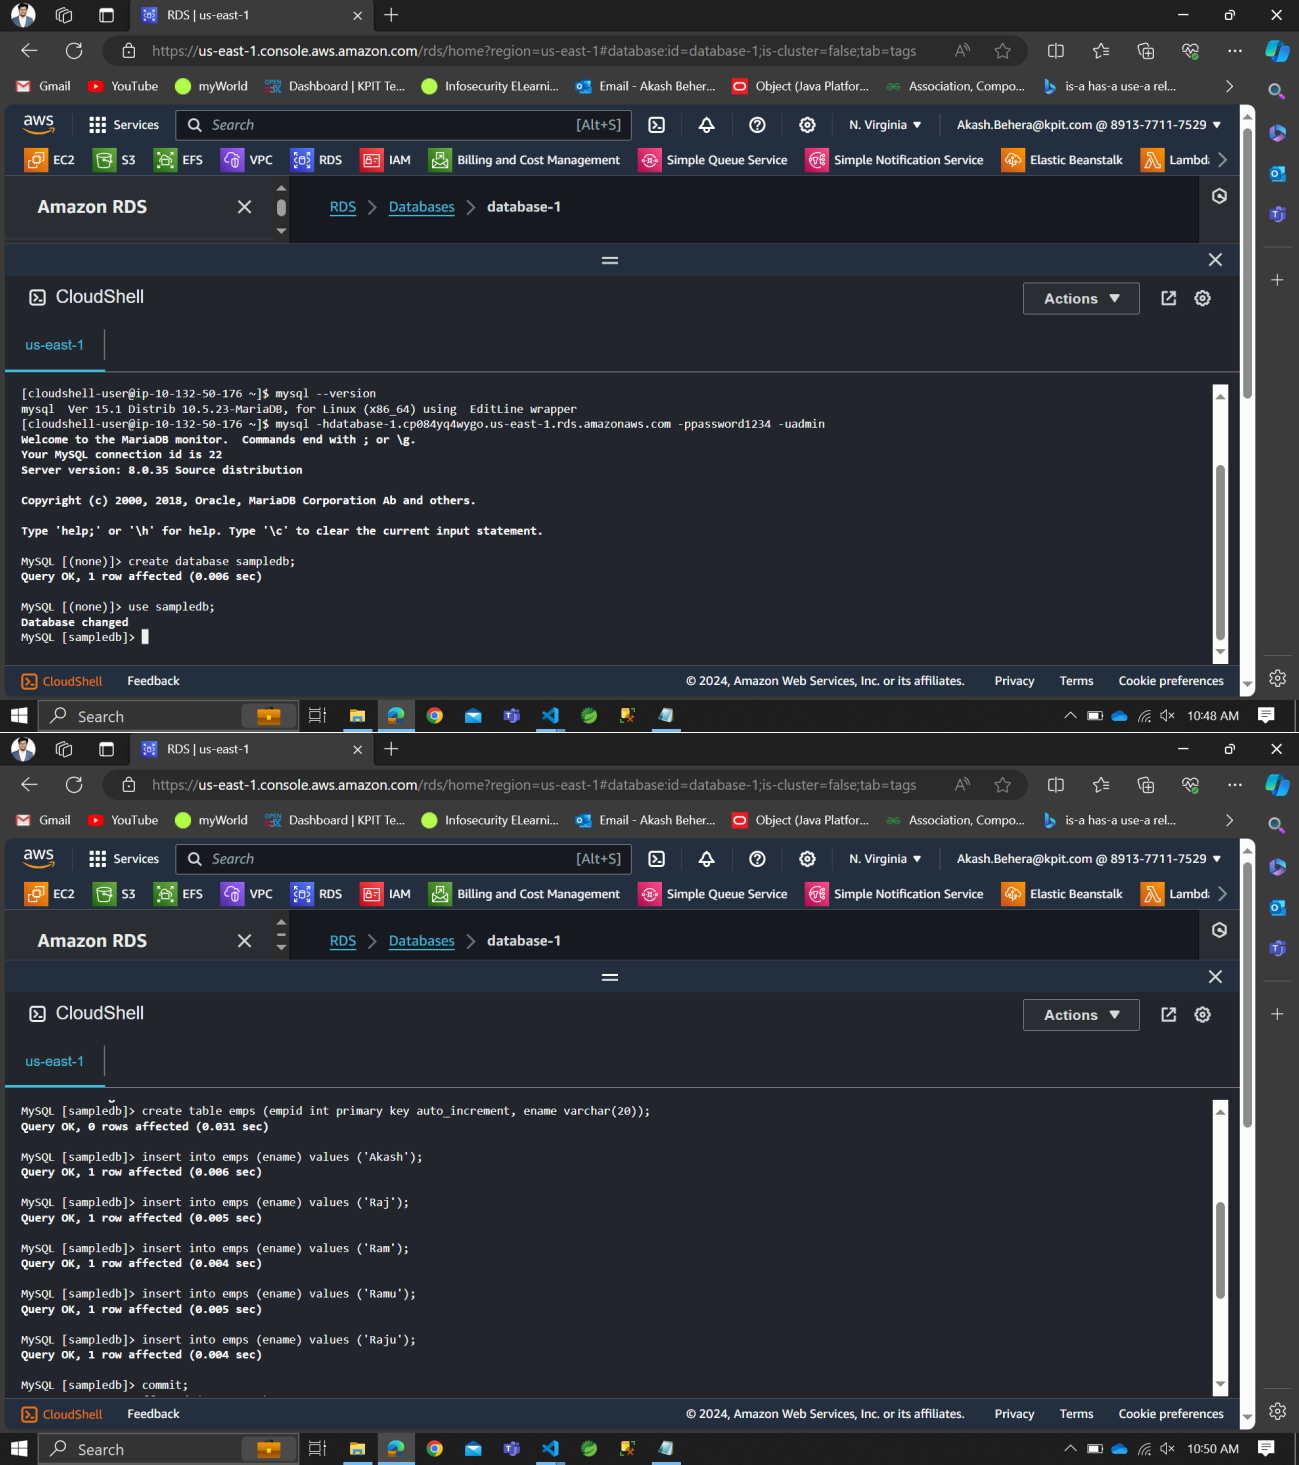 RDS | us-east-1
https://us-east-1.console.aws.amazon.com/rds/home?region=us-east-1#database:id=database-1;is-cluster=false;tab=tags
Gmail YouTube myWorld Dashboard | KPIT Te... Infosecurity ELearni... Email - Akash Beher... Object (Java Platfor... Association, Compo... is-a has-a use-a rel...
aws Services Search [Alt+S] N. Virginia Akash.Behera@kpit.com @ 8913-7711-7529
EC2 S3 EFS VPC RDS IAM Billing and Cost Management Simple Queue Service Simple Notification Service Elastic Beanstalk Lambda
Amazon RDS RDS > Databases > database-1
CloudShell Actions
us-east-1
[cloudshell-user@ip-10-132-50-176 ~]$ mysql --version
mysql  Ver 15.1 Distrib 10.5.23-MariaDB, for Linux (x86_64) using  EditLine wrapper
[cloudshell-user@ip-10-132-50-176 ~]$ mysql -hdatabase-1.cp084yq4wygo.us-east-1.rds.amazonaws.com -ppassword1234 -uadmin
Welcome to the MariaDB monitor.  Commands end with ; or \g.
Your MySQL connection id is 22
Server version: 8.0.35 Source distribution
Copyright (c) 2000, 2018, Oracle, MariaDB Corporation Ab and others.
Type 'help;' or '\h' for help. Type '\c' to clear the current input statement.
MySQL [(none)]> create database sampledb;
Query OK, 1 row affected (0.006 sec)
MySQL [(none)]> use sampledb;
Database changed
MySQL [sampledb]>
CloudShell Feedback © 2024, Amazon Web Services, Inc. or its affiliates. Privacy Terms Cookie preferences
Search 10:48 AM
RDS | us-east-1
https://us-east-1.console.aws.amazon.com/rds/home?region=us-east-1#database:id=database-1;is-cluster=false;tab=tags
Gmail YouTube myWorld Dashboard | KPIT Te... Infosecurity ELearni... Email - Akash Beher... Object (Java Platfor... Association, Compo... is-a has-a use-a rel...
aws Services Search [Alt+S] N. Virginia Akash.Behera@kpit.com @ 8913-7711-7529
EC2 S3 EFS VPC RDS IAM Billing and Cost Management Simple Queue Service Simple Notification Service Elastic Beanstalk Lambda
Amazon RDS RDS > Databases > database-1
CloudShell Actions
us-east-1
MySQL [sampledb]> create table emps (empid int primary key auto_increment, ename varchar(20));
Query OK, 0 rows affected (0.031 sec)
MySQL [sampledb]> insert into emps (ename) values ('Akash');
Query OK, 1 row affected (0.006 sec)
MySQL [sampledb]> insert into emps (ename) values ('Raj');
Query OK, 1 row affected (0.005 sec)
MySQL [sampledb]> insert into emps (ename) values ('Ram');
Query OK, 1 row affected (0.004 sec)
MySQL [sampledb]> insert into emps (ename) values ('Ramu');
Query OK, 1 row affected (0.005 sec)
MySQL [sampledb]> insert into emps (ename) values ('Raju');
Query OK, 1 row affected (0.004 sec)
MySQL [sampledb]> commit;
CloudShell Feedback © 2024, Amazon Web Services, Inc. or its affiliates. Privacy Terms Cookie preferences
Search 10:50 AM